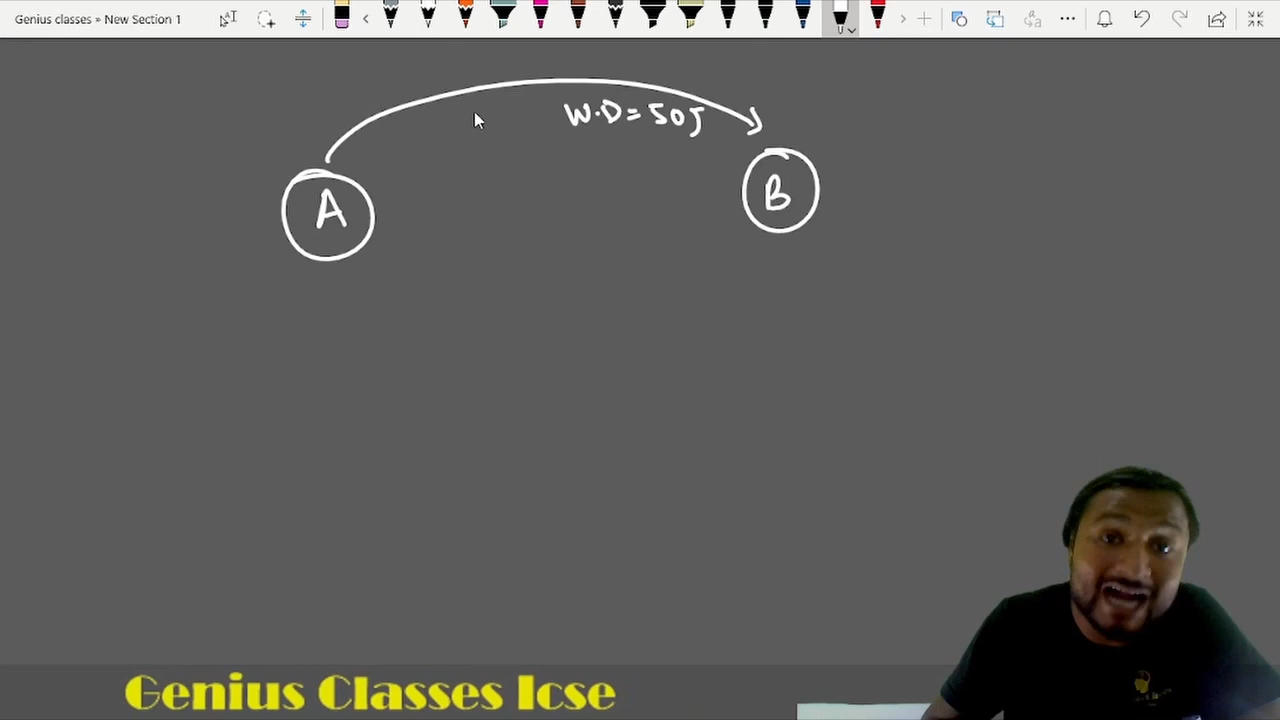 Genius classes » New Section 1
W.D = 50J
A
B
Genius Classes Icse